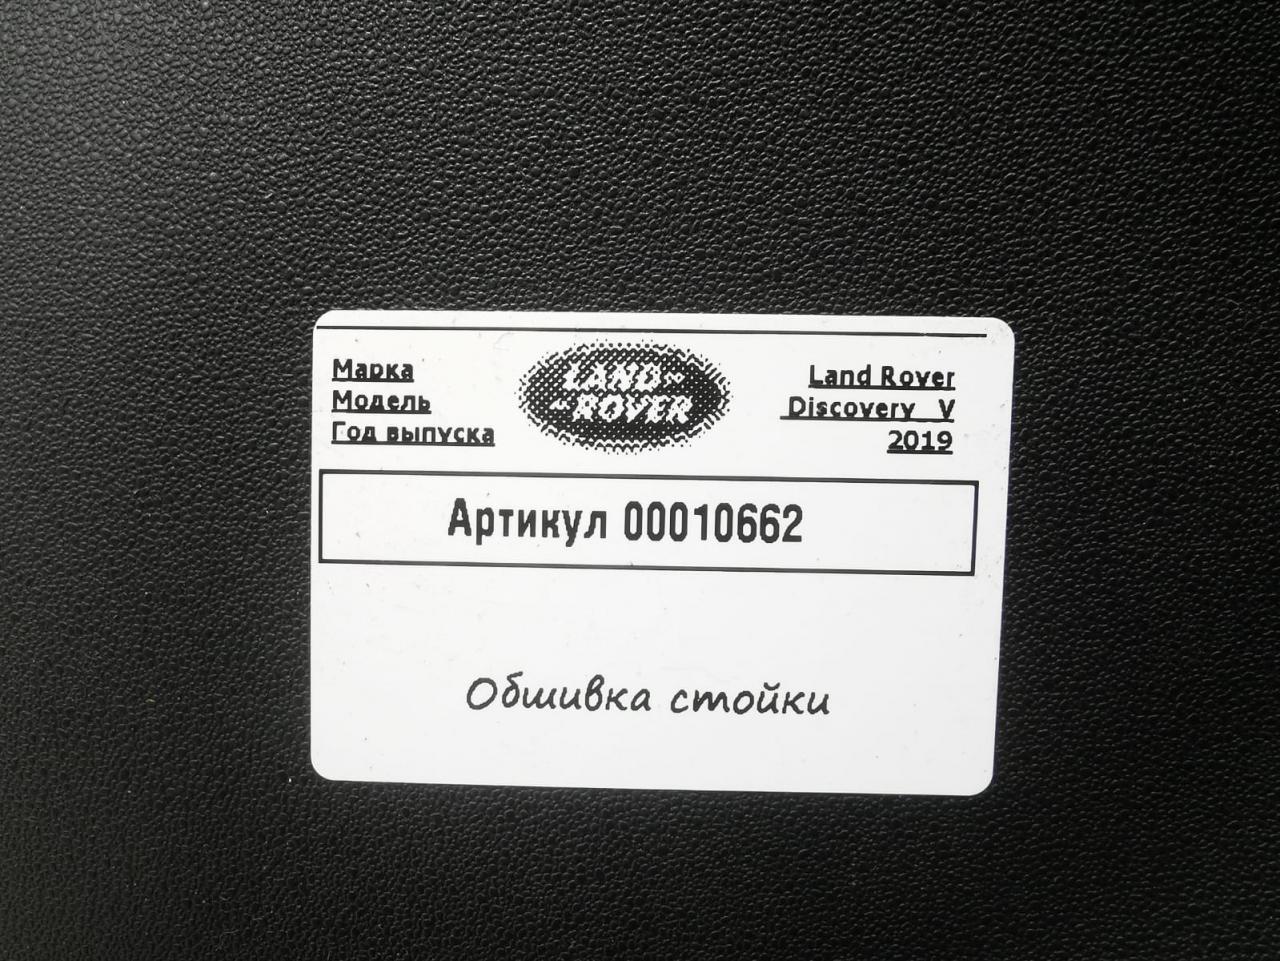 Марка
Модель
Год выпуска
LAND
ROVER
Land Rover
Discovery V
2019
Артикул 00010662
Обшивка стойки